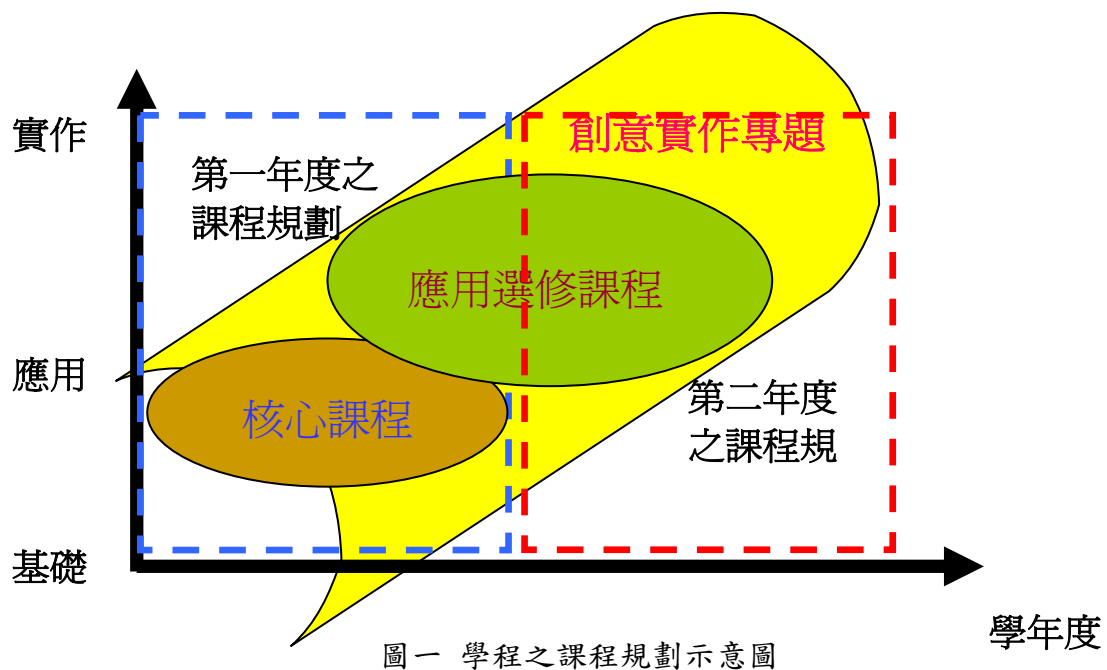 實作
創意實作專題
第一年度之
課程規劃
應用選修課程
應用
核心課程
第二年度
之課程規
基礎
學年度
圖一 學程之課程規劃示意圖